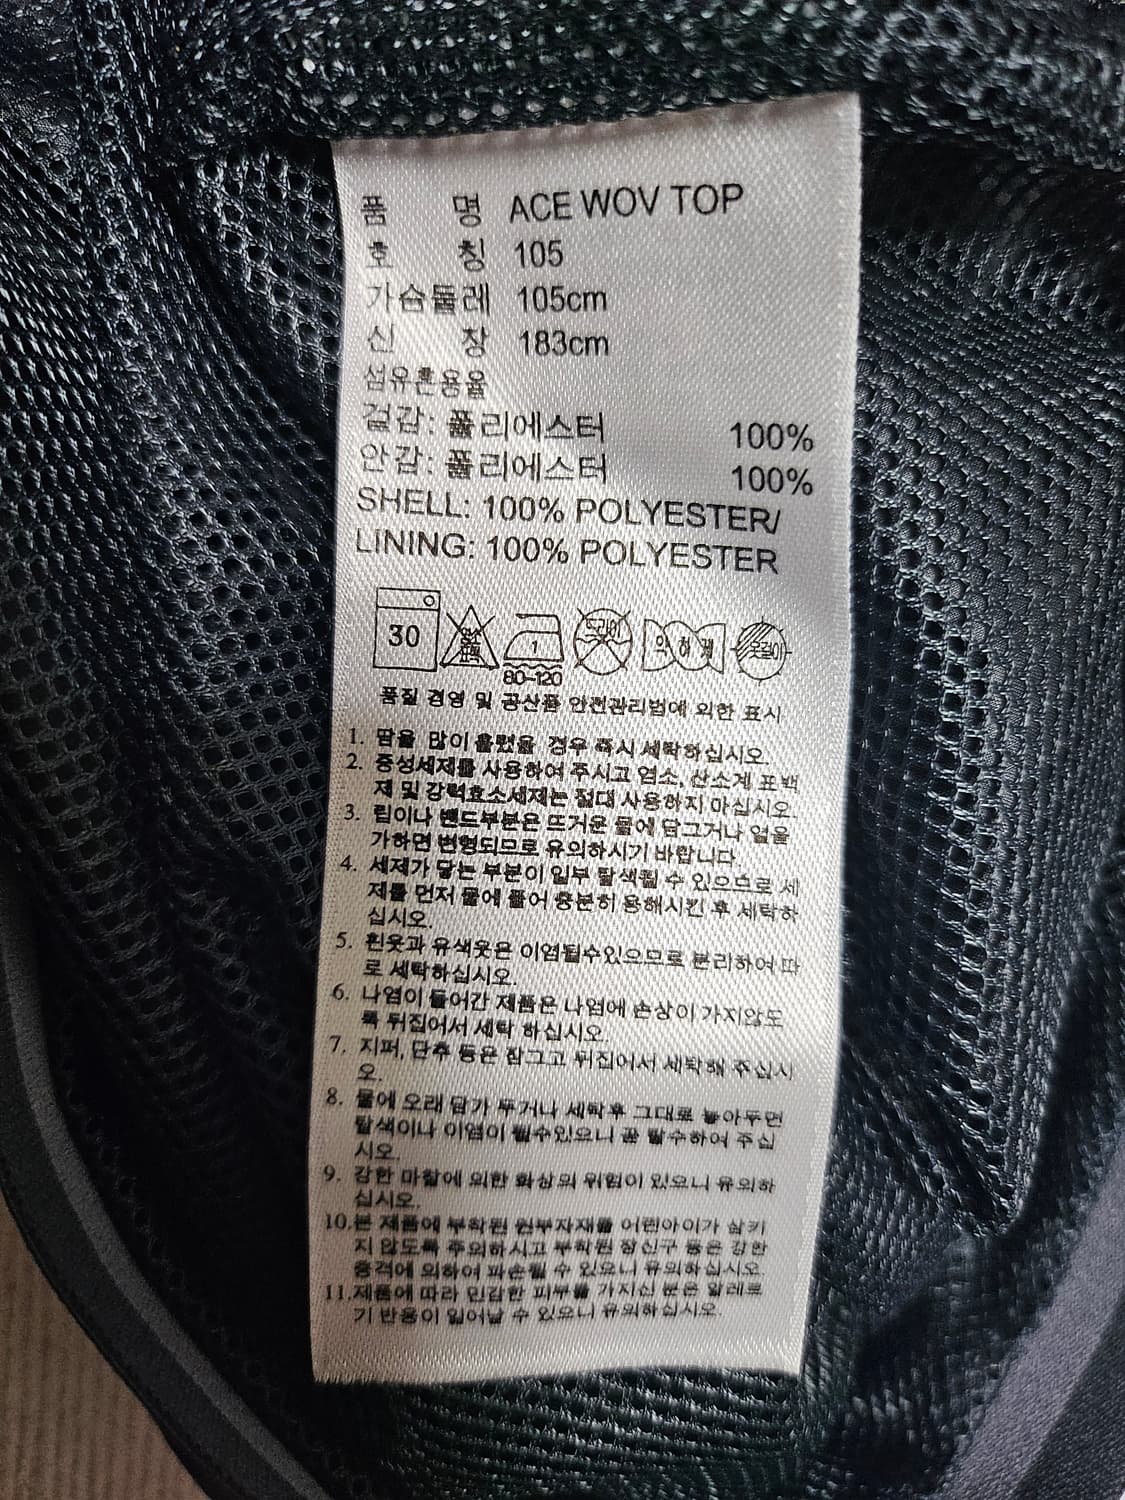 품 명 ACE WOV TOP
호 칭 105
가슴둘레 105cm
신 장 183cm
섬유혼용율
겉감: 폴리에스터 100%
안감: 폴리에스터 100%
SHELL: 100% POLYESTER/
LINING: 100% POLYESTER
30 1 드라이 약하게 옷걸이
80-120
품질 경영 및 공산품 안전관리법에 의한 표시
1. 땀을 많이 흘렸을 경우 즉시 세탁하십시오.
2. 중성세제를 사용하여 주시고 염소, 산소계 표백
제 및 강력효소세제는 절대 사용하지 마십시오.
3. 립이나 밴드부분은 뜨거운 물에 담그거나 열을
가하면 변형되므로 유의하시기 바랍니다.
4. 세제가 닿는 부분이 일부 탈색될 수 있으므로 세
제를 먼저 물에 풀어 충분히 용해시킨 후 세탁하
십시오.
5. 흰옷과 유색옷은 이염될수있으므로 분리하여 따
로 세탁하십시오.
6. 나염이 들어간 제품은 나염에 손상이 가지않도
록 뒤집어서 세탁 하십시오.
7. 지퍼, 단추 등은 잠그고 뒤집어서 세탁해 주십시
오.
8. 물에 오래 담가 두거나 세탁후 그대로 놓아두면
탈색이나 이염이 될수있으니 곧 탈수하여 주십
시오.
9. 강한 마찰에 의한 화상의 위험이 있으니 유의하
십시오.
10.본 제품에 부착된 원부자재를 어린아이가 삼키
지 않도록 주의하시고 부착된 장신구 등은 강한
충격에 의하여 파손될 수 있으니 유의하십시오
11.제품에 따라 민감한 피부를 가지신 분은 알레르
기 반응이 일어날 수 있으니 유의하십시오.